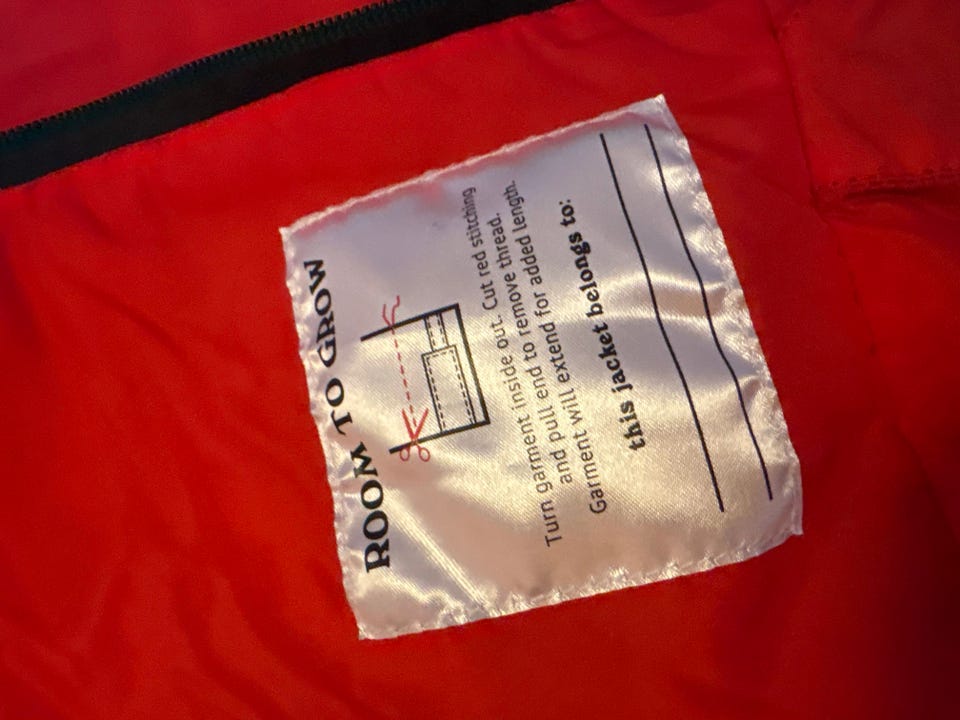 ROOM TO GROW
Turn garment inside out. Cut red stitching
and pull end to remove thread.
Garment will extend for added length.
this jacket belongs to: